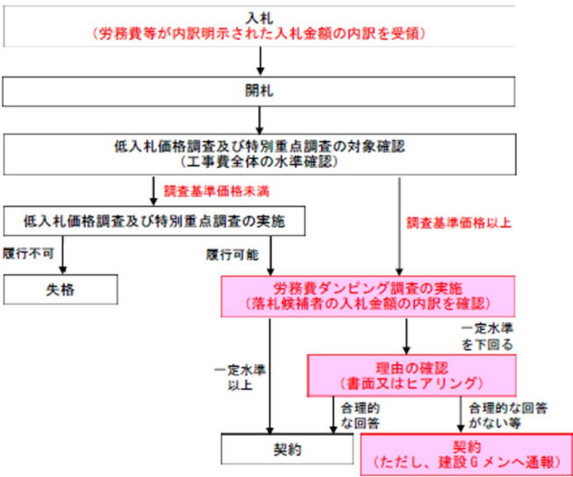 入札
（労務費等が内訳明示された入札金額の内訳を受領）
開札
低入札価格調査及び特別重点調査の対象確認
（工事費全体の水準確認）
調査基準価格未満
低入札価格調査及び特別重点調査の実施
調査基準価格以上
履行不可
履行可能
失格
労務費ダンピング調査の実施
（落札候補者の入札金額の内訳を確認）
一定水準
を下回る
一定水準
以上
理由の確認
（書面又はヒアリング）
合理的
な回答
合理的な回答
がない等
契約
契約
（ただし、建設Gメンへ通報）